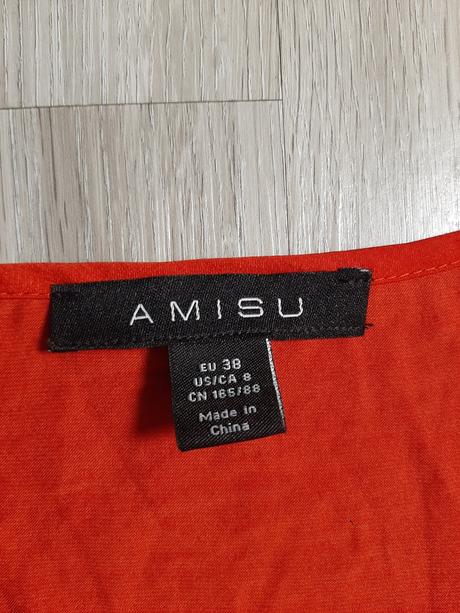 AMISU
EU 38
US/CA 8
CN 165/88
Made in
China